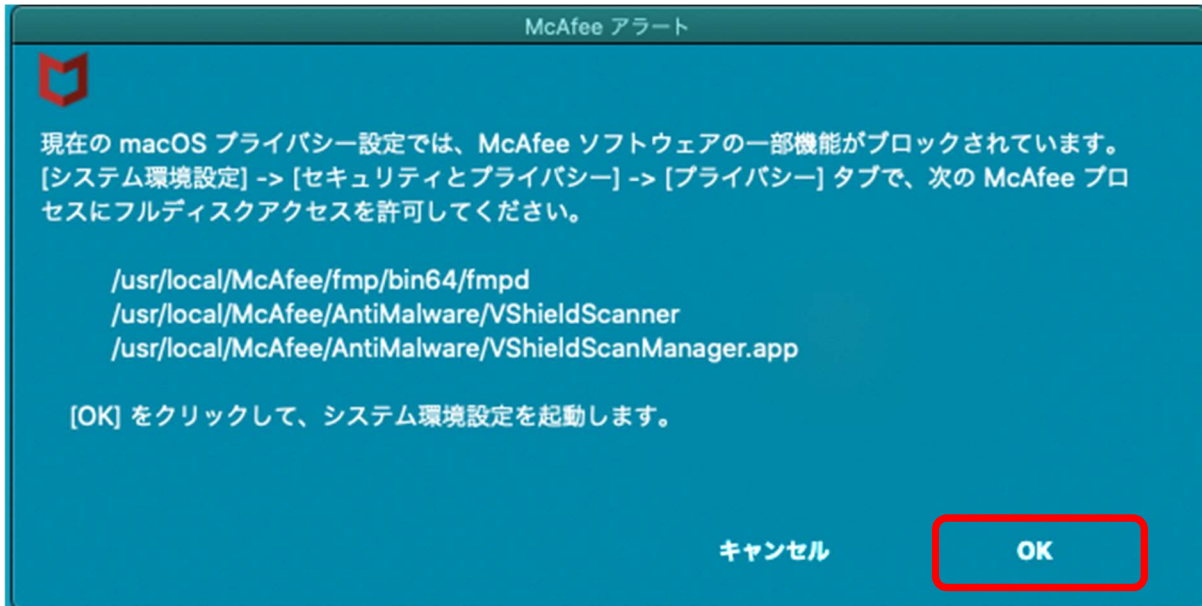 McAfee アラート
現在の macOS プライバシー設定では、McAfee ソフトウェアの一部機能がブロックされています。
[システム環境設定] -> [セキュリティとプライバシー] -> [プライバシー] タブで、次の McAfee プロ
セスにフルディスクアクセスを許可してください。
/usr/local/McAfee/fmp/bin64/fmpd
/usr/local/McAfee/AntiMalware/VShieldScanner
/usr/local/McAfee/AntiMalware/VShieldScanManager.app
[OK] をクリックして、システム環境設定を起動します。
キャンセル OK